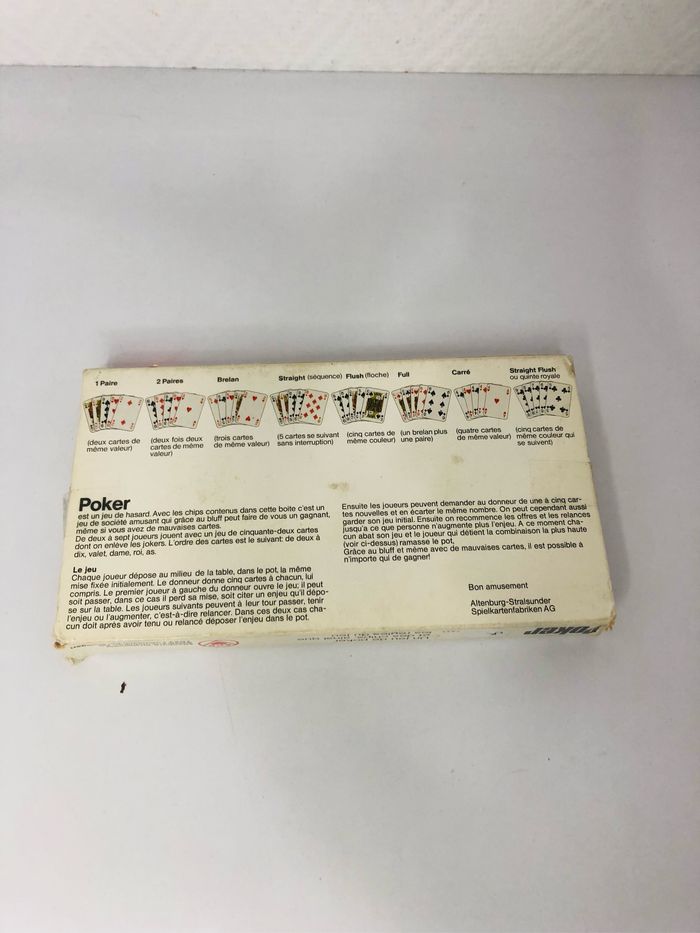 1 Paire
2 Paires
Brelan
Straight (séquence)
Flush (floche)
Full
Carré
Straight Flush
ou quinte royale
(deux cartes de
même valeur)
(deux fois deux
cartes de même
valeur)
(trois cartes
de même valeur)
(5 cartes se suivant
sans interruption)
(cinq cartes de
même couleur)
(un brelan plus
une paire)
(quatre cartes
de même valeur)
(cinq cartes de
même couleur qui
se suivent)
Poker
est un jeu de hasard. Avec les chips contenus dans cette boite c'est un
jeu de société amusant qui grâce au bluff peut faire de vous un gagnant,
même si vous avez de mauvaises cartes.
De deux à sept joueurs jouent avec un jeu de cinquante-deux cartes
dont on enlève les jokers. L'ordre des cartes est le suivant: de deux à
dix, valet, dame, roi, as.
Le jeu
Chaque joueur dépose au milieu de la table, dans le pot, la même
mise fixée initialement. Le donneur donne cinq cartes à chacun, lui
compris. Le premier joueur à gauche du donneur ouvre le jeu; il peut
soit passer, dans ce cas il perd sa mise, soit citer un enjeu qu'il dépo-
se sur la table. Les joueurs suivants peuvent à leur tour passer, tenir
l'enjeu ou l'augmenter, c'est-à-dire relancer. Dans ces deux cas cha-
cun doit après avoir tenu ou relancé déposer l'enjeu dans le pot.
Ensuite les joueurs peuvent demander au donneur de une à cinq car-
tes nouvelles et en écarter le même nombre. On peut cependant aussi
garder son jeu initial. Ensuite on recommence les offres et les relances
jusqu'a ce que personne n'augmente plus l'enjeu. A ce moment cha-
cun abat son jeu et le joueur qui détient la combinaison la plus haute
(voir ci-dessus) ramasse le pot.
Grâce au bluff et même avec de mauvaises cartes, il est possible à
n'importe qui de gagner!
Bon amusement
Altenburg-Stralsunder
Spielkartenfabriken AG
Poker